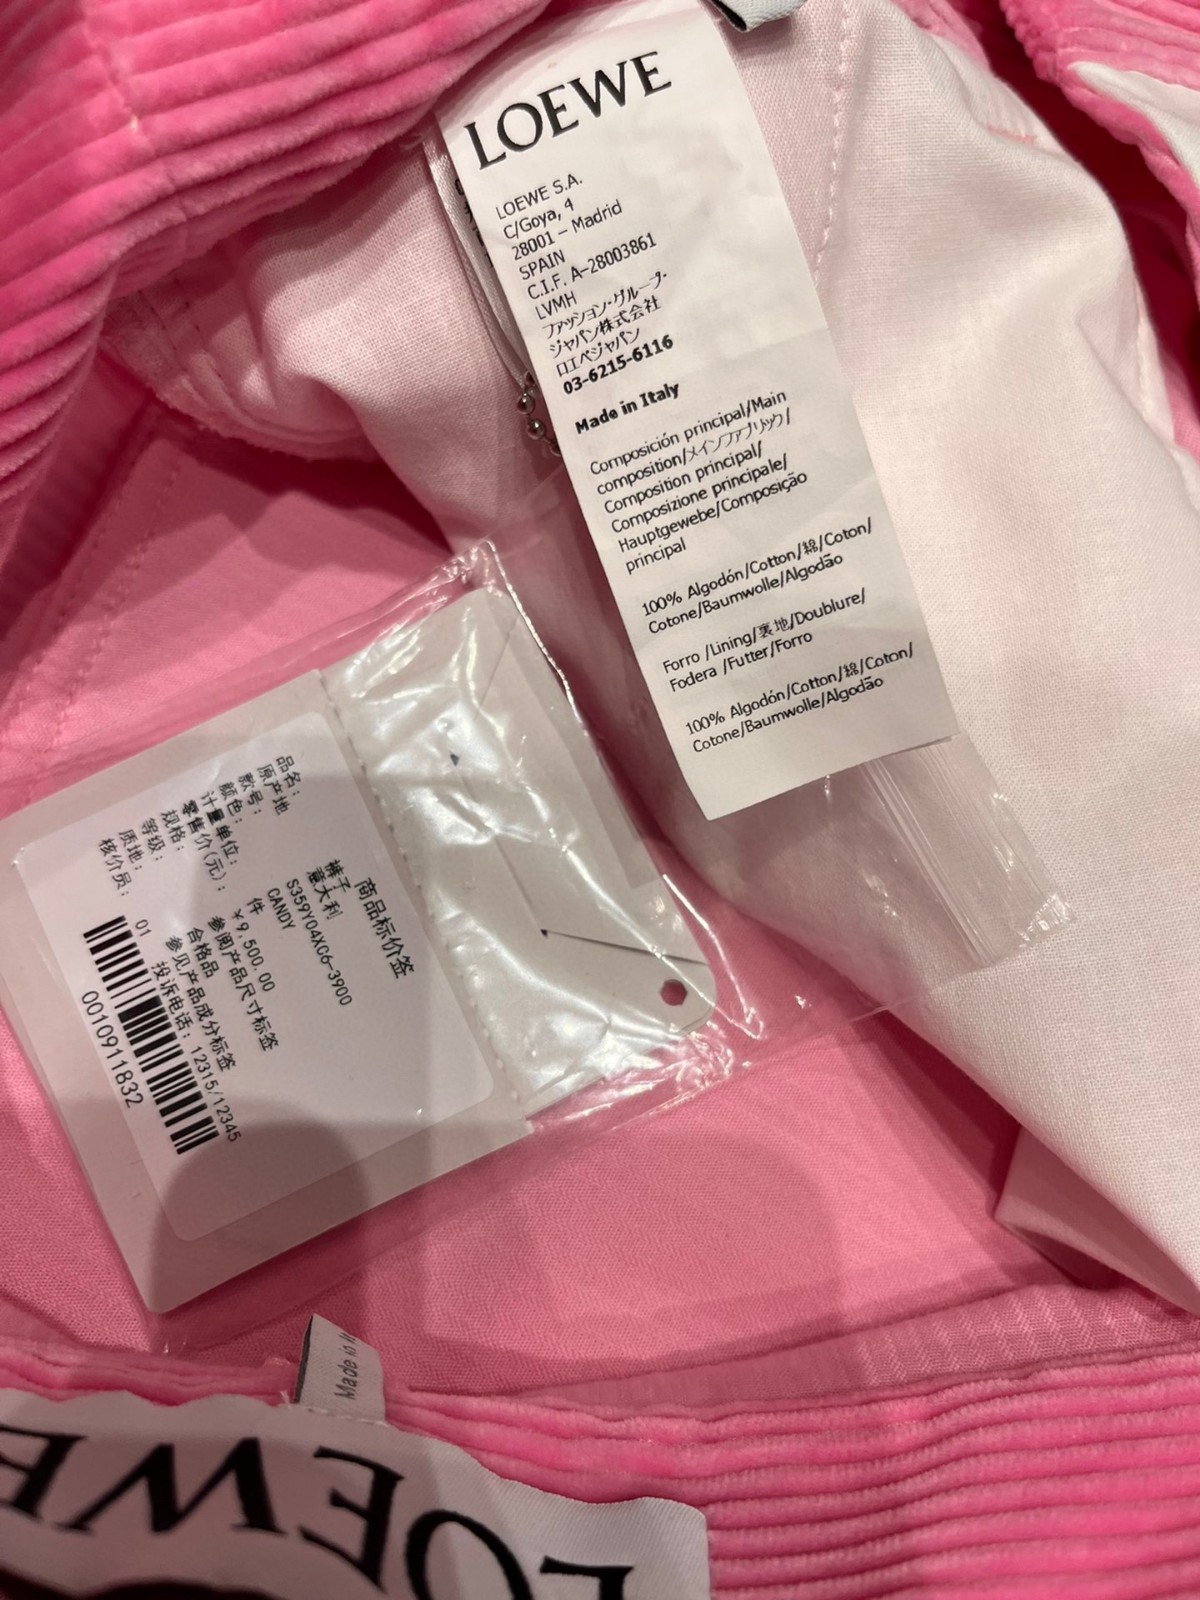 LOEWE
LOEWE S.A.
C/Goya, 4
28001 – Madrid
SPAIN
C.I.F. A-28003861
LVMH
ファッション・グループ・
ジャパン株式会社
ロエベジャパン
03-6215-6116
Made in Italy
Composición principal/Main
composition/メインファブリック/
Composition principal/
Composizione principale/
Hauptgewebe/Composição
principal
100% Algodón/Cotton/綿/Coton/
Cotone/Baumwolle/Algodão
Forro /Lining/裏地/Doublure/
Fodera /Futter/Forro
100% Algodón/Cotton/綿/Coton/
Cotone/Baumwolle/Algodão
商品标价签
品名: 裤子
原产地 意大利
款号: S359Y04XC6-3900
颜色: CANDY
计量单位: 件
零售价(元): ￥9,500.00
规格: 参阅产品尺寸标签
等级: 合格品
质地: 参见产品成分标签
核价员: 01 投诉电话: 12315/12345
0010911832
Made in
LOEWE